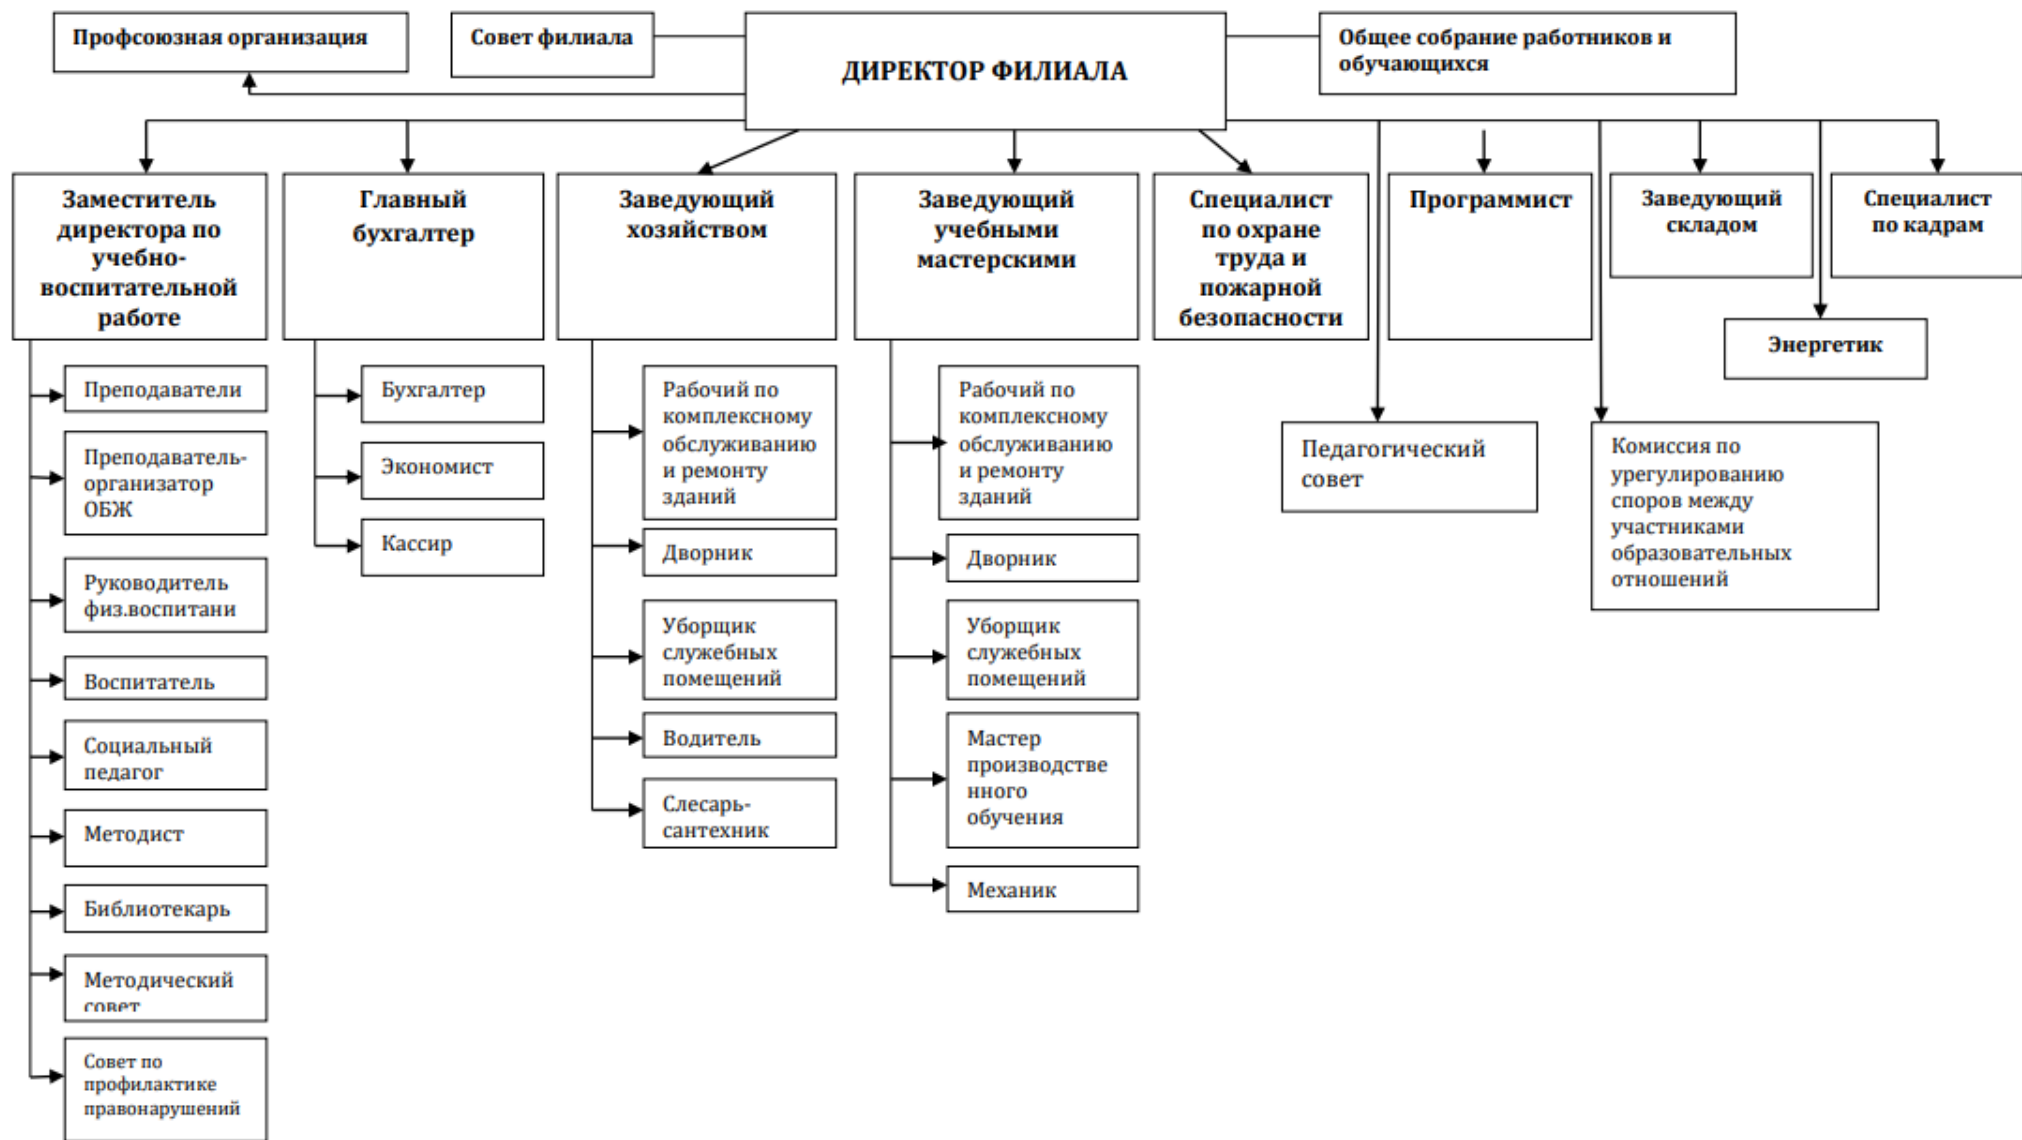 Профсоюзная организация
Совет филиала
ДИРЕКТОР ФИЛИАЛА
Общее собрание работников и
обучающихся
Заместитель
директора по
учебно-
воспитательной
работе
Главный
бухгалтер
Заведующий
хозяйством
Заведующий
учебными
мастерскими
Специалист
по охране
труда и
пожарной
безопасности
Программист
Заведующий
складом
Специалист
по кадрам
Энергетик
Преподаватели
Преподаватель-
организатор
ОБЖ
Руководитель
физ.воспитани
Воспитатель
Социальный
педагог
Методист
Библиотекарь
Методический
совет
Совет по
профилактике
правонарушений
Бухгалтер
Экономист
Кассир
Рабочий по
комплексному
обслуживанию
и ремонту
зданий
Дворник
Уборщик
служебных
помещений
Водитель
Слесарь-
сантехник
Рабочий по
комплексному
обслуживанию
и ремонту
зданий
Дворник
Уборщик
служебных
помещений
Мастер
производстве
нного
обучения
Механик
Педагогический
совет
Комиссия по
урегулированию
споров между
участниками
образовательных
отношений